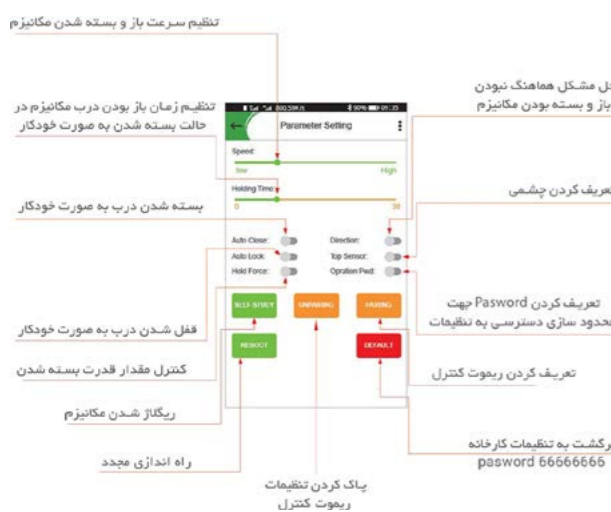 تنظیم سرعت باز و بسته شدن مکانیزم
حل مشکل هماهنگ نبودن
باز و بسته بودن مکانیزم
تنظیم زمان باز بودن درب مکانیزم در
حالت بسته شدن به صورت خودکار
09:35
Parameter Setting
Speed:
low High
Holding Time:
0 30
بسته شدن درب به صورت خودکار
تعریف کردن چشمی
Auto Close: Direction:
Auto Lock: Top Sensor:
Hold Force: Opration Pwd:
SELF-STUDY UNPAIRING PAIRING
REBOOT DEFAULT
تعریف کردن Pasword جهت
محدود سازی دسترسی به تنظیمات
قفل شدن درب به صورت خودکار
کنترل مقدار قدرت بسته شدن
تعریف کردن ریموت کنترل
ریگلاژ شدن مکانیزم
برگشت به تنظیمات کارخانه
pasword 66666666
راه اندازی مجدد
پاک کردن تنظیمات
ریموت کنترل